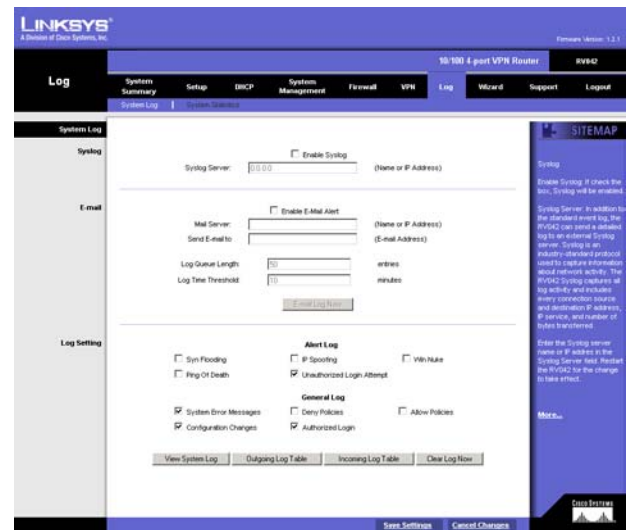 LINKSYS®
A Division of Cisco Systems, Inc.
Firmware Version: 1.2.1
10/100 4-port VPN Router
RV042
Log
System Summary
Setup
DHCP
System Management
Firewall
VPN
Log
Wizard
Support
Logout
System Log | System Statistics
System Log
SITEMAP
Syslog
Enable Syslog
Syslog Server: 0.0.0.0 (Name or IP Address)
E-mail
Enable E-Mail Alert
Mail Server: (Name or IP Address)
Send E-mail to (E-mail Address)
Log Queue Length: 50 entries
Log Time Threshold 10 minutes
E-mail Log Now
Log Setting
Alert Log
Syn Flooding
IP Spoofing
Win Nuke
Ping Of Death
Unauthorized Login Attempt
General Log
System Error Messages
Deny Policies
Allow Policies
Configuration Changes
Authorized Login
View System Log
Outgoing Log Table
Incoming Log Table
Clear Log Now
Syslog
Enable Syslog: If check the
box, Syslog will be enabled.
Syslog Server: In addition to
the standard event log, the
RV042 can send a detailed
log to an external Syslog
server. Syslog is an
industry-standard protocol
used to capture information
about network activity. The
RV042 Syslog captures all
log activity and includes
every connection source
and destination IP address,
IP service, and number of
bytes transferred.
Enter the Syslog server
name or IP addres in the
Syslog Server field. Restart
the RV042 for the change
to take effect.
More...
Save Settings
Cancel Changes
CISCO SYSTEMS